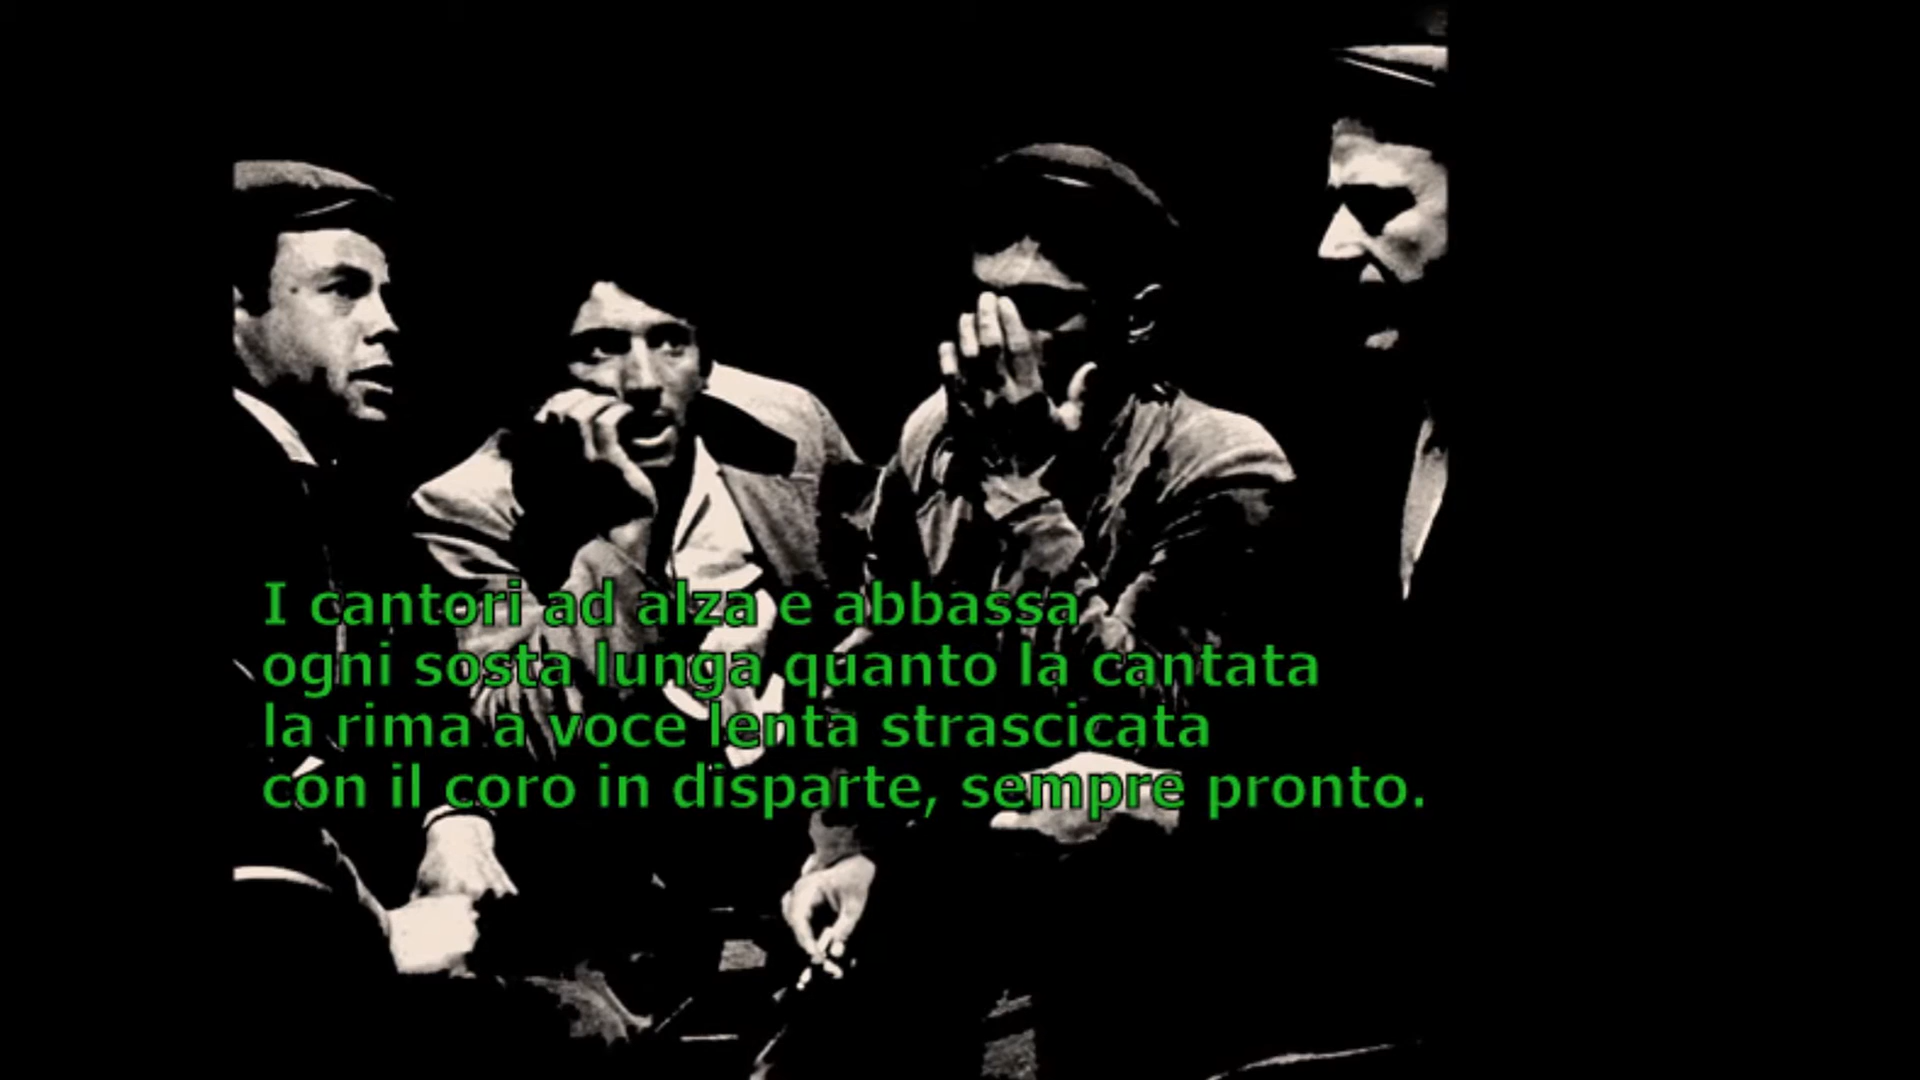 I cantori ad alza e abbassa
ogni sosta lunga quanto la cantata
la rima a voce lenta strascicata
con il coro in disparte, sempre pronto.